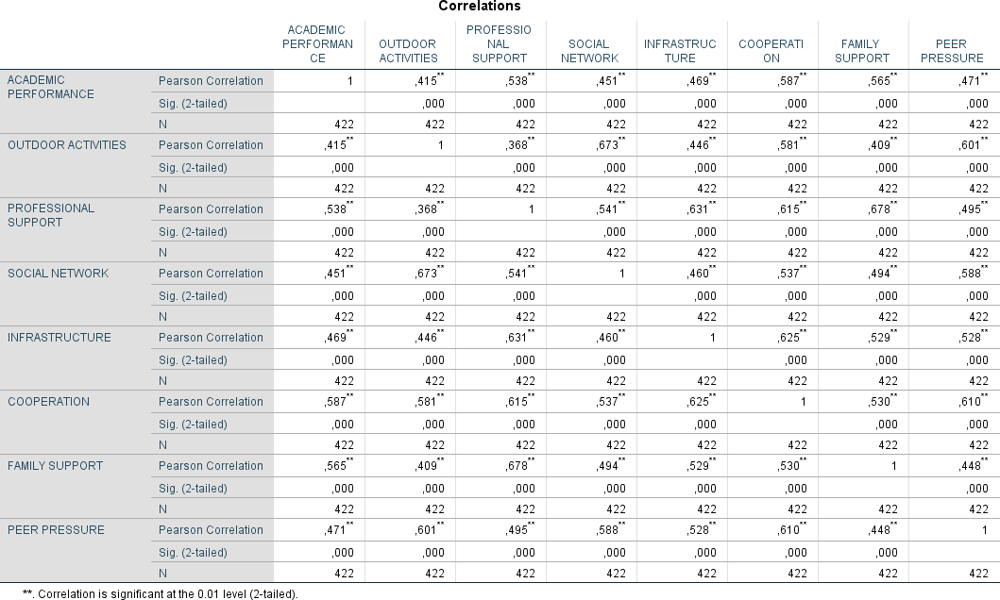 Correlations
ACADEMIC PERFORMAN CE OUTDOOR ACTIVITIES PROFESSIO NAL SUPPORT SOCIAL NETWORK INFRASTRUC TURE COOPERATI ON FAMILY SUPPORT PEER PRESSURE
ACADEMIC PERFORMANCE Pearson Correlation 1 ,415** ,538** ,451** ,469** ,587** ,565** ,471**
Sig. (2-tailed) ,000 ,000 ,000 ,000 ,000 ,000 ,000
N 422 422 422 422 422 422 422 422
OUTDOOR ACTIVITIES Pearson Correlation ,415** 1 ,368** ,673** ,446** ,581** ,409** ,601**
Sig. (2-tailed) ,000 ,000 ,000 ,000 ,000 ,000 ,000
N 422 422 422 422 422 422 422 422
PROFESSIONAL SUPPORT Pearson Correlation ,538** ,368** 1 ,541** ,631** ,615** ,678** ,495**
Sig. (2-tailed) ,000 ,000 ,000 ,000 ,000 ,000 ,000
N 422 422 422 422 422 422 422 422
SOCIAL NETWORK Pearson Correlation ,451** ,673** ,541** 1 ,460** ,537** ,494** ,588**
Sig. (2-tailed) ,000 ,000 ,000 ,000 ,000 ,000 ,000
N 422 422 422 422 422 422 422 422
INFRASTRUCTURE Pearson Correlation ,469** ,446** ,631** ,460** 1 ,625** ,529** ,528**
Sig. (2-tailed) ,000 ,000 ,000 ,000 ,000 ,000 ,000
N 422 422 422 422 422 422 422 422
COOPERATION Pearson Correlation ,587** ,581** ,615** ,537** ,625** 1 ,530** ,610**
Sig. (2-tailed) ,000 ,000 ,000 ,000 ,000 ,000 ,000
N 422 422 422 422 422 422 422 422
FAMILY SUPPORT Pearson Correlation ,565** ,409** ,678** ,494** ,529** ,530** 1 ,448**
Sig. (2-tailed) ,000 ,000 ,000 ,000 ,000 ,000 ,000
N 422 422 422 422 422 422 422 422
PEER PRESSURE Pearson Correlation ,471** ,601** ,495** ,588** ,528** ,610** ,448** 1
Sig. (2-tailed) ,000 ,000 ,000 ,000 ,000 ,000 ,000
N 422 422 422 422 422 422 422 422
**. Correlation is significant at the 0.01 level (2-tailed).